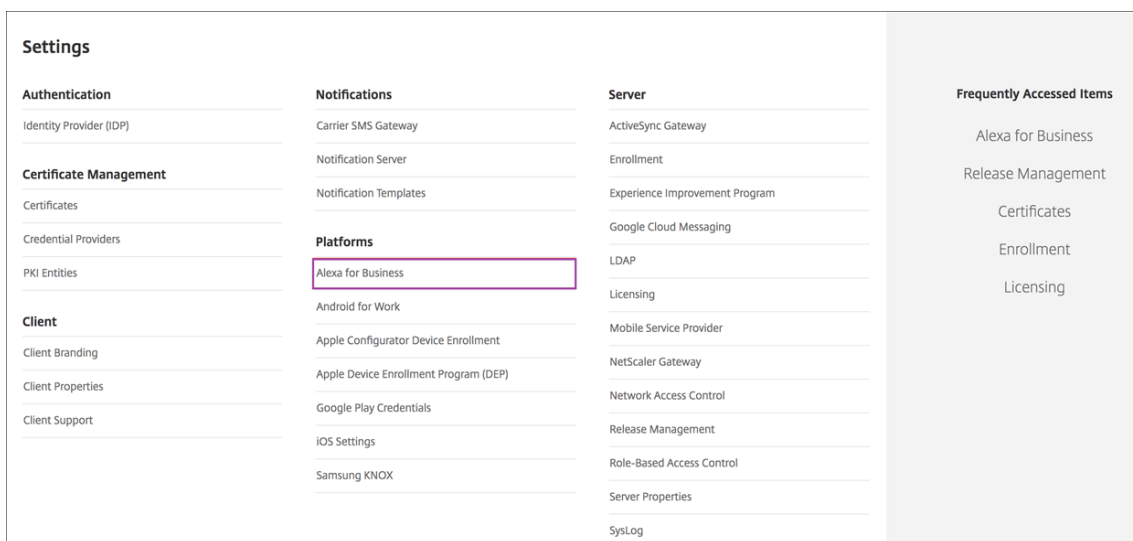 Settings
Authentication
Identity Provider (IDP)
Certificate Management
Certificates
Credential Providers
PKI Entities
Client
Client Branding
Client Properties
Client Support
Notifications
Carrier SMS Gateway
Notification Server
Notification Templates
Platforms
Alexa for Business
Android for Work
Apple Configurator Device Enrollment
Apple Device Enrollment Program (DEP)
Google Play Credentials
iOS Settings
Samsung KNOX
Server
ActiveSync Gateway
Enrollment
Experience Improvement Program
Google Cloud Messaging
LDAP
Licensing
Mobile Service Provider
NetScaler Gateway
Network Access Control
Release Management
Role-Based Access Control
Server Properties
SysLog
Frequently Accessed Items
Alexa for Business
Release Management
Certificates
Enrollment
Licensing